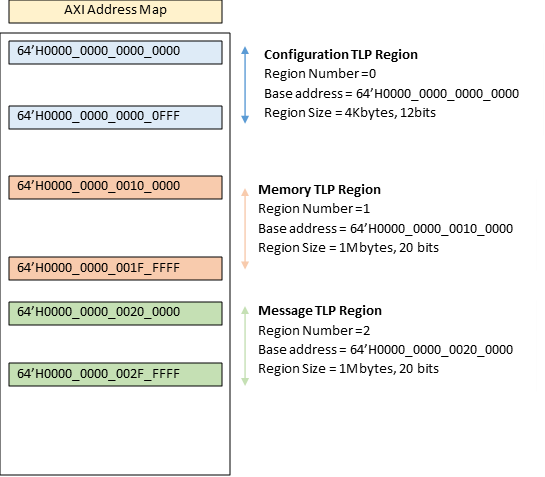 AXI Address Map
64'H0000_0000_0000_0000
64'H0000_0000_0000_0FFF
64'H0000_0000_0010_0000
64'H0000_0000_001F_FFFF
64'H0000_0000_0020_0000
64'H0000_0000_002F_FFFF
Configuration TLP Region
Region Number =0
Base address = 64'H0000_0000_0000_0000
Region Size = 4Kbytes, 12bits
Memory TLP Region
Region Number =1
Base address = 64'H0000_0000_0010_0000
Region Size = 1Mbytes, 20 bits
Message TLP Region
Region Number =2
Base address = 64'H0000_0000_0020_0000
Region Size = 1Mbytes, 20 bits